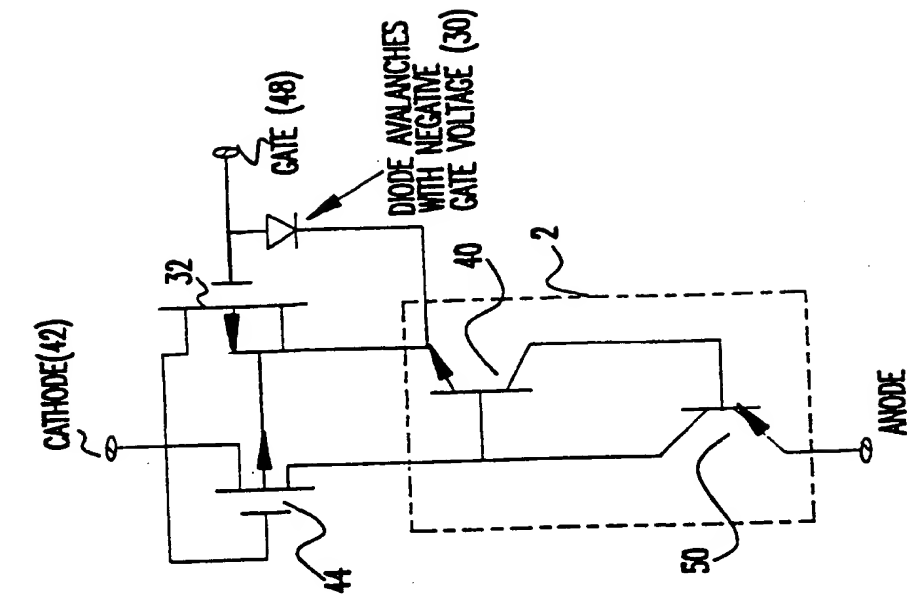 CATHODE(42)
32
GATE (48)
DIODE AVALANCHES
WITH NEGATIVE
GATE VOLTAGE (30)
44
40
2
50
ANODE